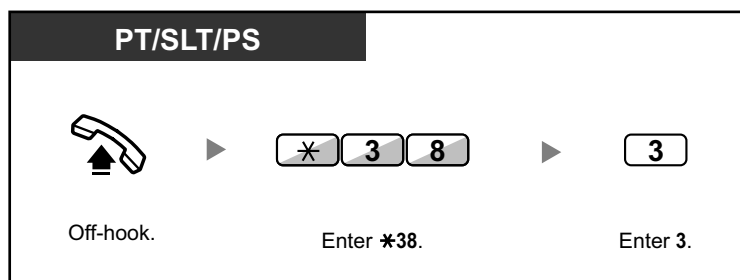 PT/SLT/PS
✳ 3 8
3
Off-hook.
Enter ✳38.
Enter 3.